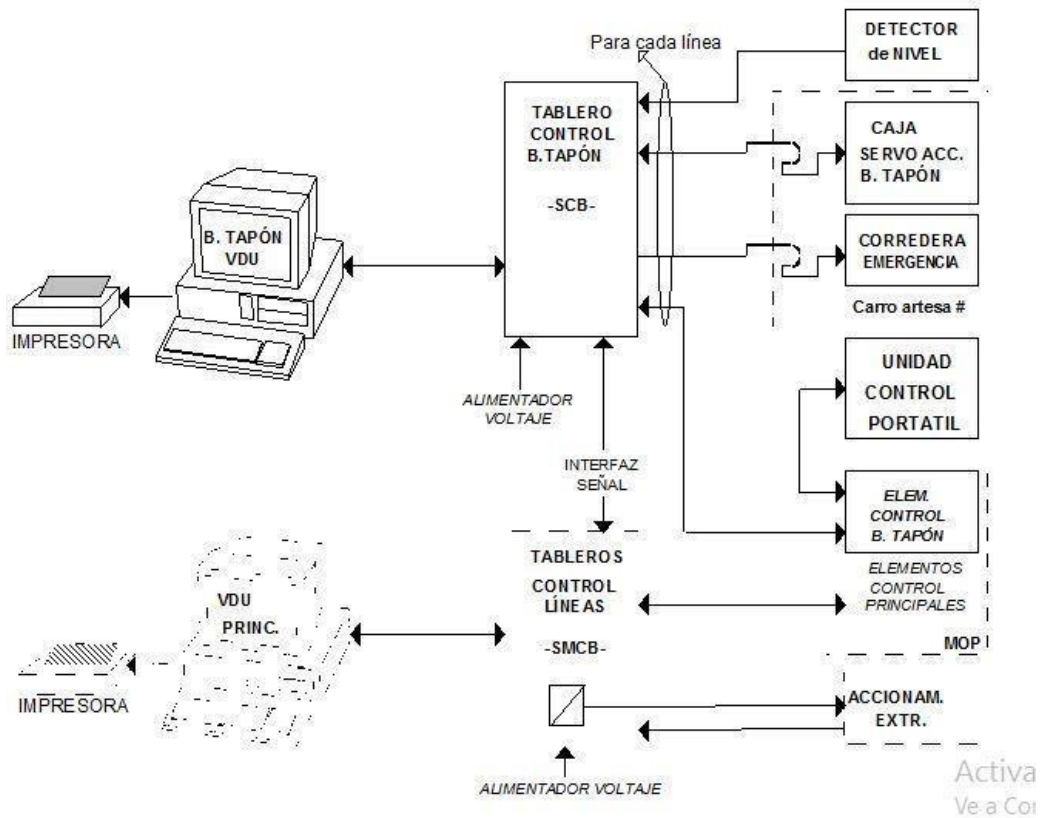 Para cada línea
DETECTOR
de NIVEL
TABLERO
CONTROL
B.TAPÓN
-SCB-
CAJA
SERVO ACC.
B. TAPÓN
CORREDERA
EMERGENCIA
Carro artesa #
B. TAPÓN
VDU
IMPRESORA
ALIMENTADOR
VOLTAJE
UNIDAD
CONTROL
PORTATIL
INTERFAZ
SEÑAL
ELEM.
CONTROL
B. TAPÓN
ELEMENTOS
CONTROL
PRINCIPALES
MOP
TABLEROS
CONTROL
LÍNEAS
-SMCB-
VDU
PRINC.
IMPRESORA
ACCIONAM.
EXTR.
ALIMENTADOR VOLTAJE
Activa
Ve a Con